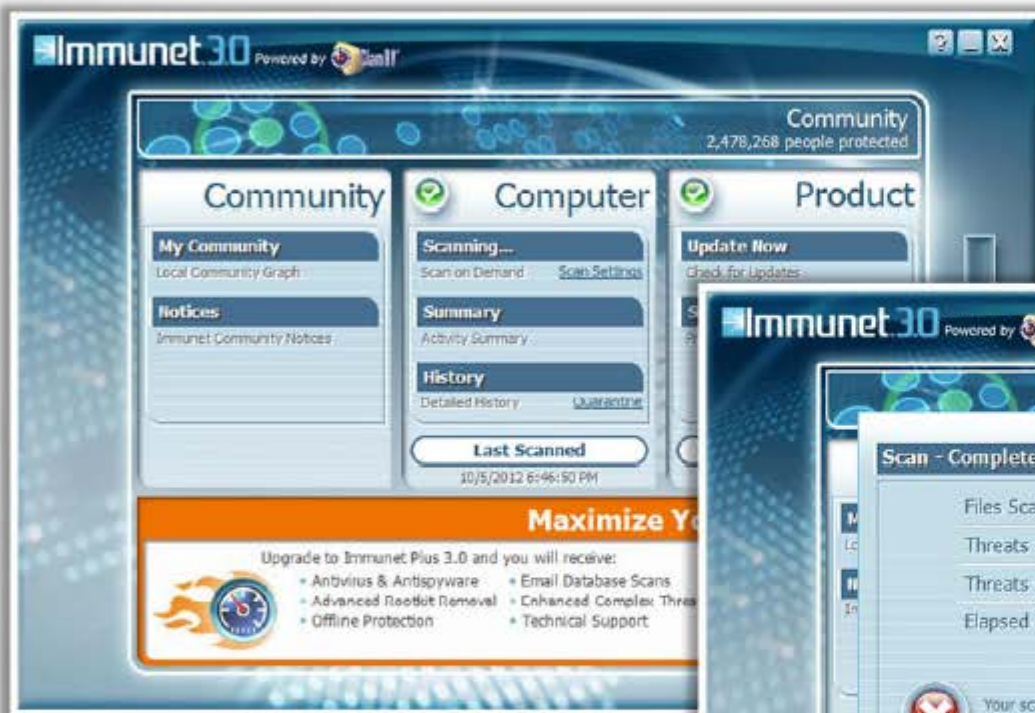 Immunet 3.0 Powered by
Community
2,478,268 people protected
Community
My Community
Local Community Graph
Notices
Immunet Community Notices
Computer
Scanning...
Scan on Demand Scan Settings
Summary
Activity Summary
History
Detailed History Quarantine
Last Scanned
10/5/2012 6:46:50 PM
Product
Update Now
Check for Updates
Maximize Yo
Upgrade to Immunet Plus 3.0 and you will receive:
• Antivirus & Antispyware • Email Database Scans
• Advanced Rootkit Removal • Enhanced Complex Threa
• Offline Protection • Technical Support
Immunet 3.0 Powered by
Scan - Complete
Files Sca
Threats
Threats
Elapsed
Your sc